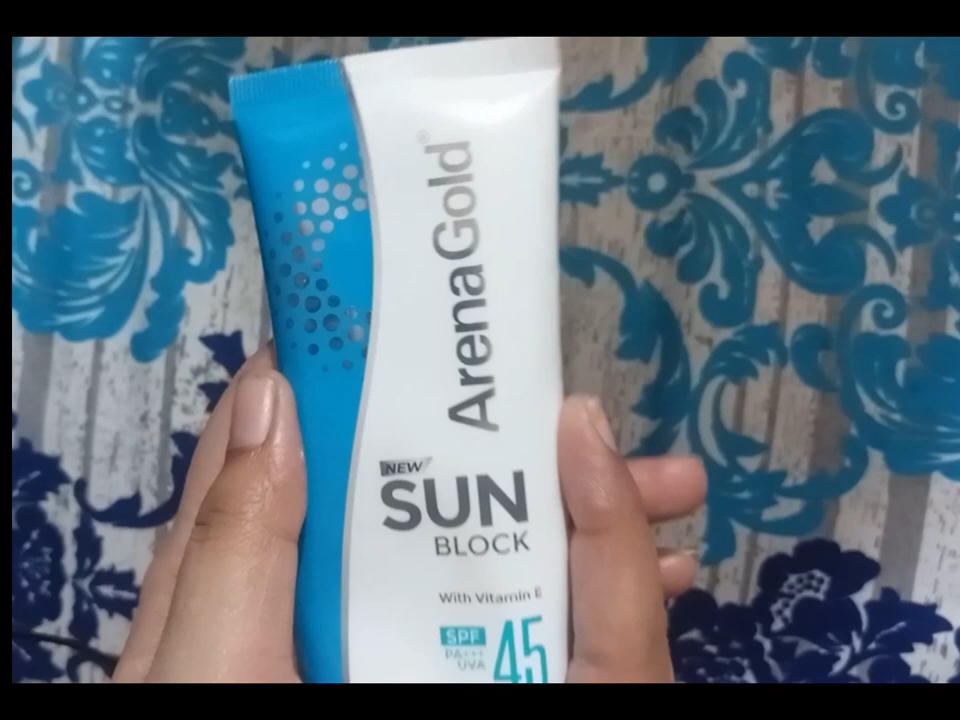 ArenaGold®
NEW
SUN
BLOCK
With Vitamin E
SPF
PA+++
UVA
45